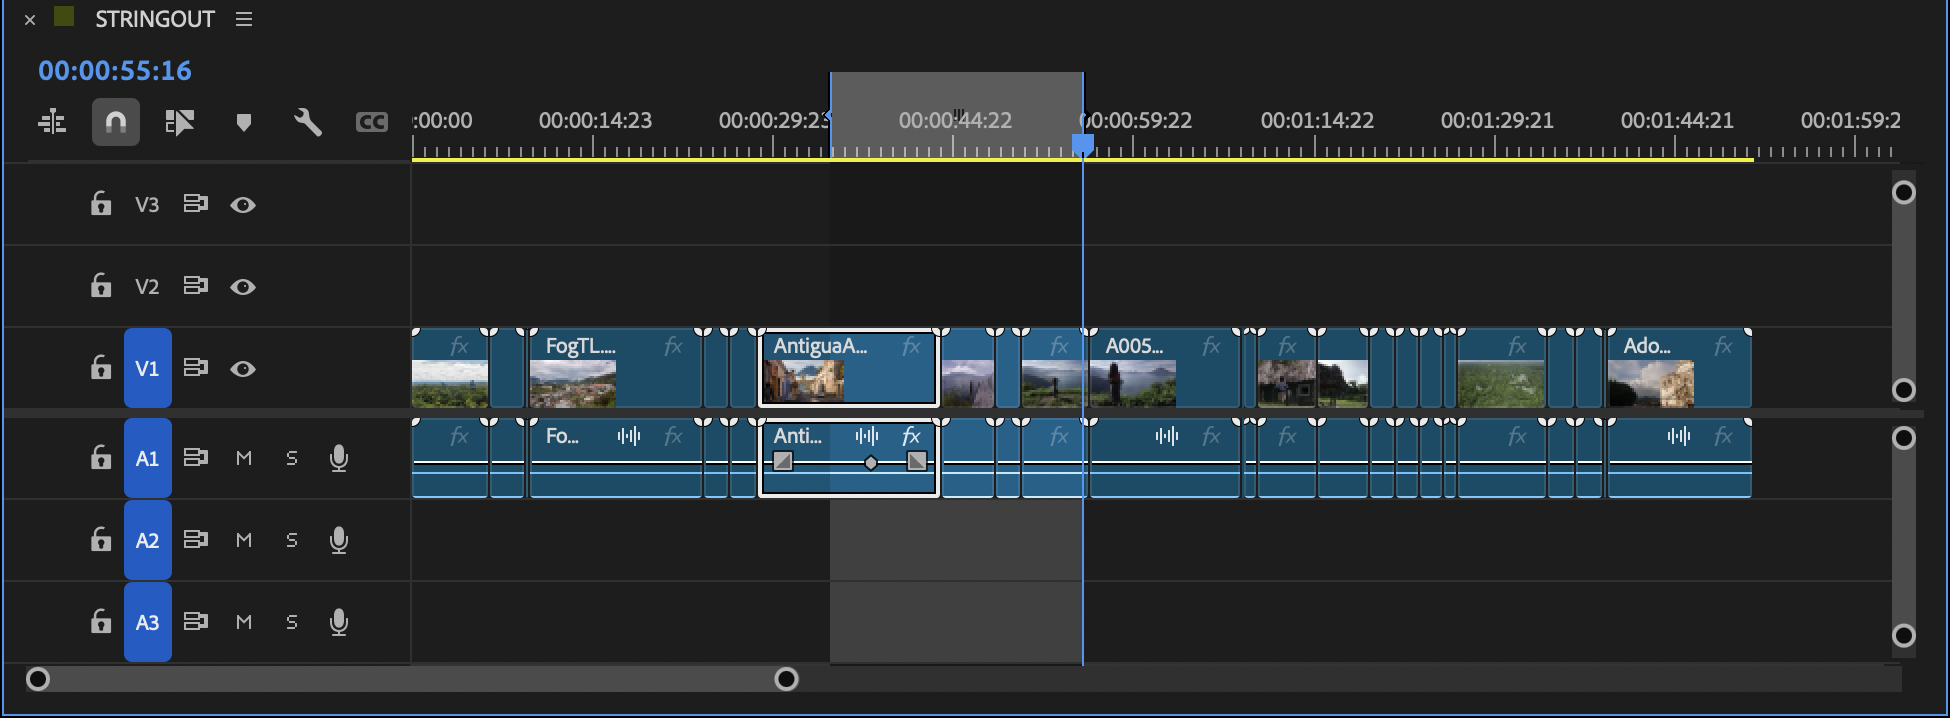 STRINGOUT
00:00:55:16
CC
:00:00
00:00:14:23
00:00:29:23
00:00:44:22
00:00:59:22
00:01:14:22
00:01:29:21
00:01:44:21
00:01:59:2
V3
V2
V1
fx
FogTL.... fx
AntiguaA... fx
fx
A005... fx
fx
fx
Ado... fx
A1 M S
fx
Fo... fx
Anti... fx
fx
fx
fx
fx
A2 M S
A3 M S